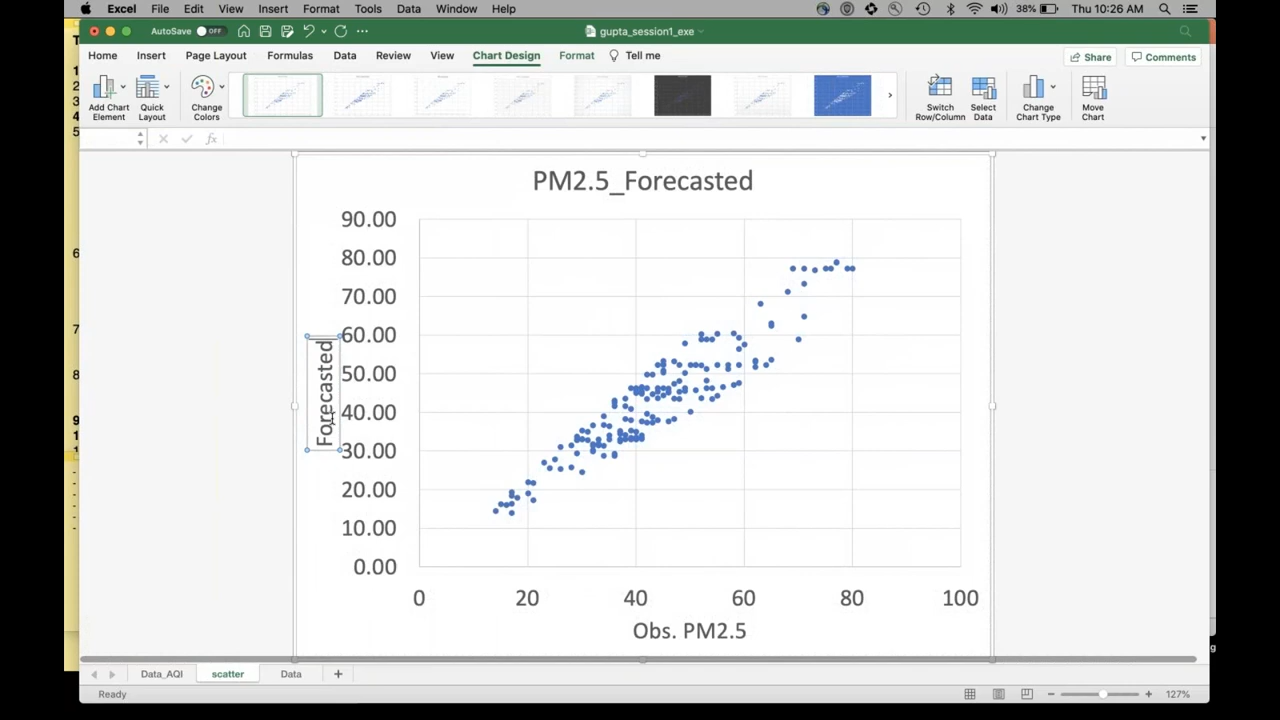 Excel File Edit View Insert Format Tools Data Window Help 38% Thu 10:26 AM
AutoSave OFF gupta_session1_exe
Home Insert Page Layout Formulas Data Review View Chart Design Format Tell me Share Comments
Add Chart Element
Quick Layout
Change Colors
Switch Row/Column
Select Data
Change Chart Type
Move Chart
fx
PM2.5_Forecasted
90.00
80.00
70.00
60.00
50.00
40.00
30.00
20.00
10.00
0.00
Forecasted
0 20 40 60 80 100
Obs. PM2.5
Data_AQI scatter Data
Ready 127%